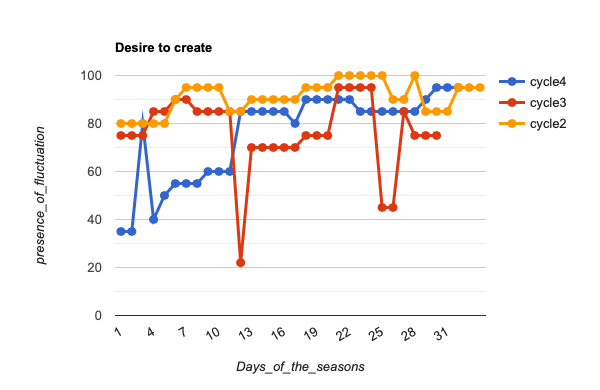 Desire to create
100
80
60
40
20
0
presence_of_fluctuation
1
4
7
10
13
16
19
22
25
28
31
Days_of_the_seasons
cycle4
cycle3
cycle2